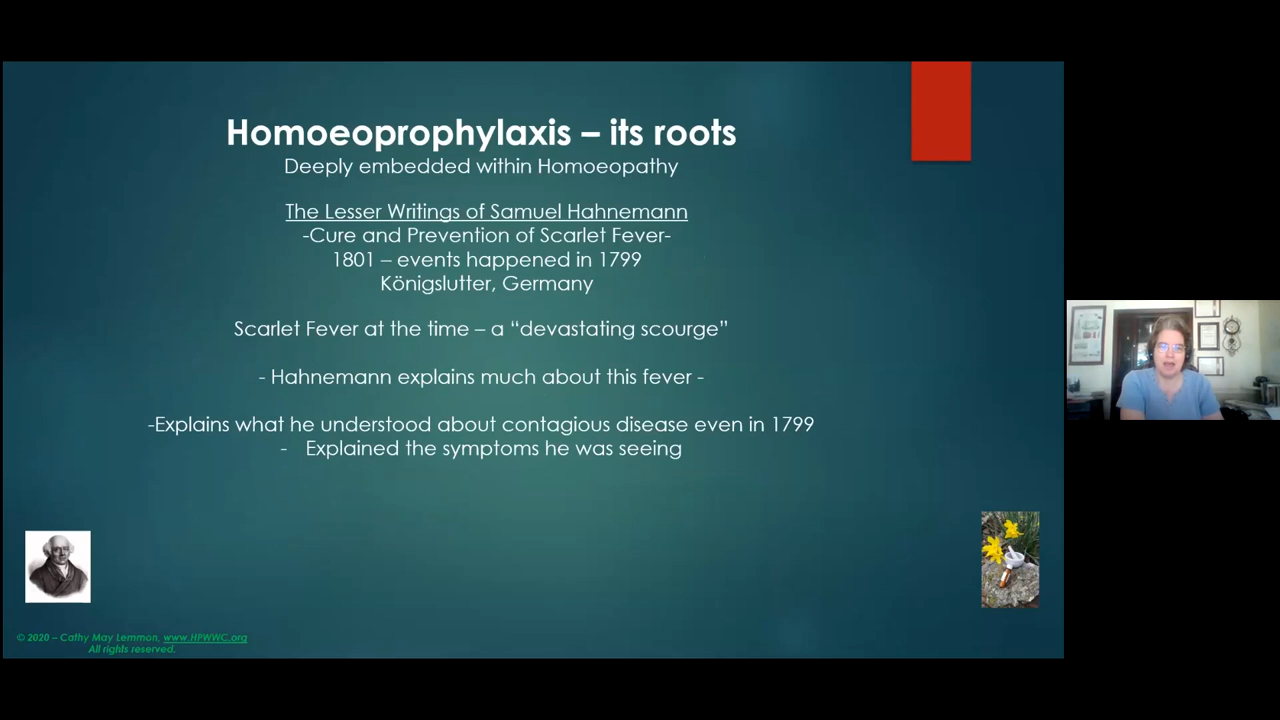 Homoeoprophylaxis – its roots
Deeply embedded within Homoeopathy
The Lesser Writings of Samuel Hahnemann
-Cure and Prevention of Scarlet Fever-
1801 – events happened in 1799
Königslutter, Germany
Scarlet Fever at the time – a “devastating scourge”
- Hahnemann explains much about this fever -
-Explains what he understood about contagious disease even in 1799
- Explained the symptoms he was seeing
© 2020 – Cathy May Lemmon, www.HPWWC.org
All rights reserved.